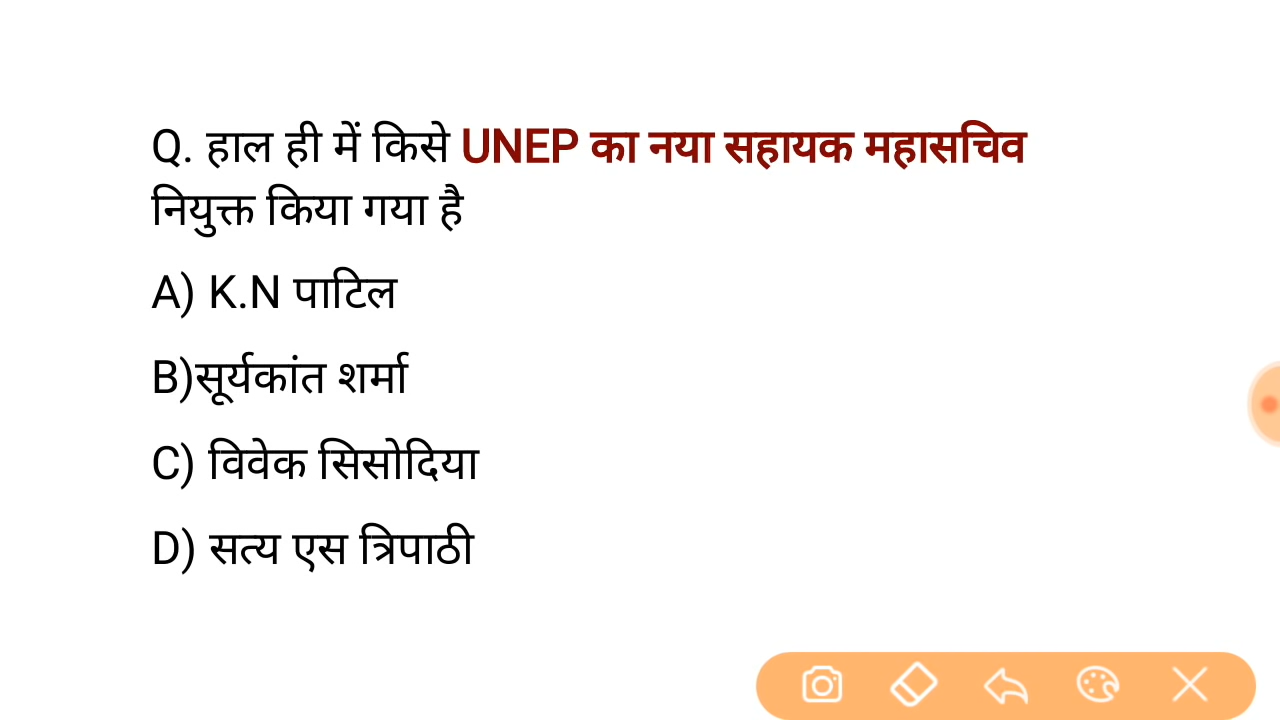 Q. हाल ही में किसे UNEP का नया सहायक महासचिव
नियुक्त किया गया है
A) K.N पाटिल
B)सूर्यकांत शर्मा
C) विवेक सिसोदिया
D) सत्य एस त्रिपाठी